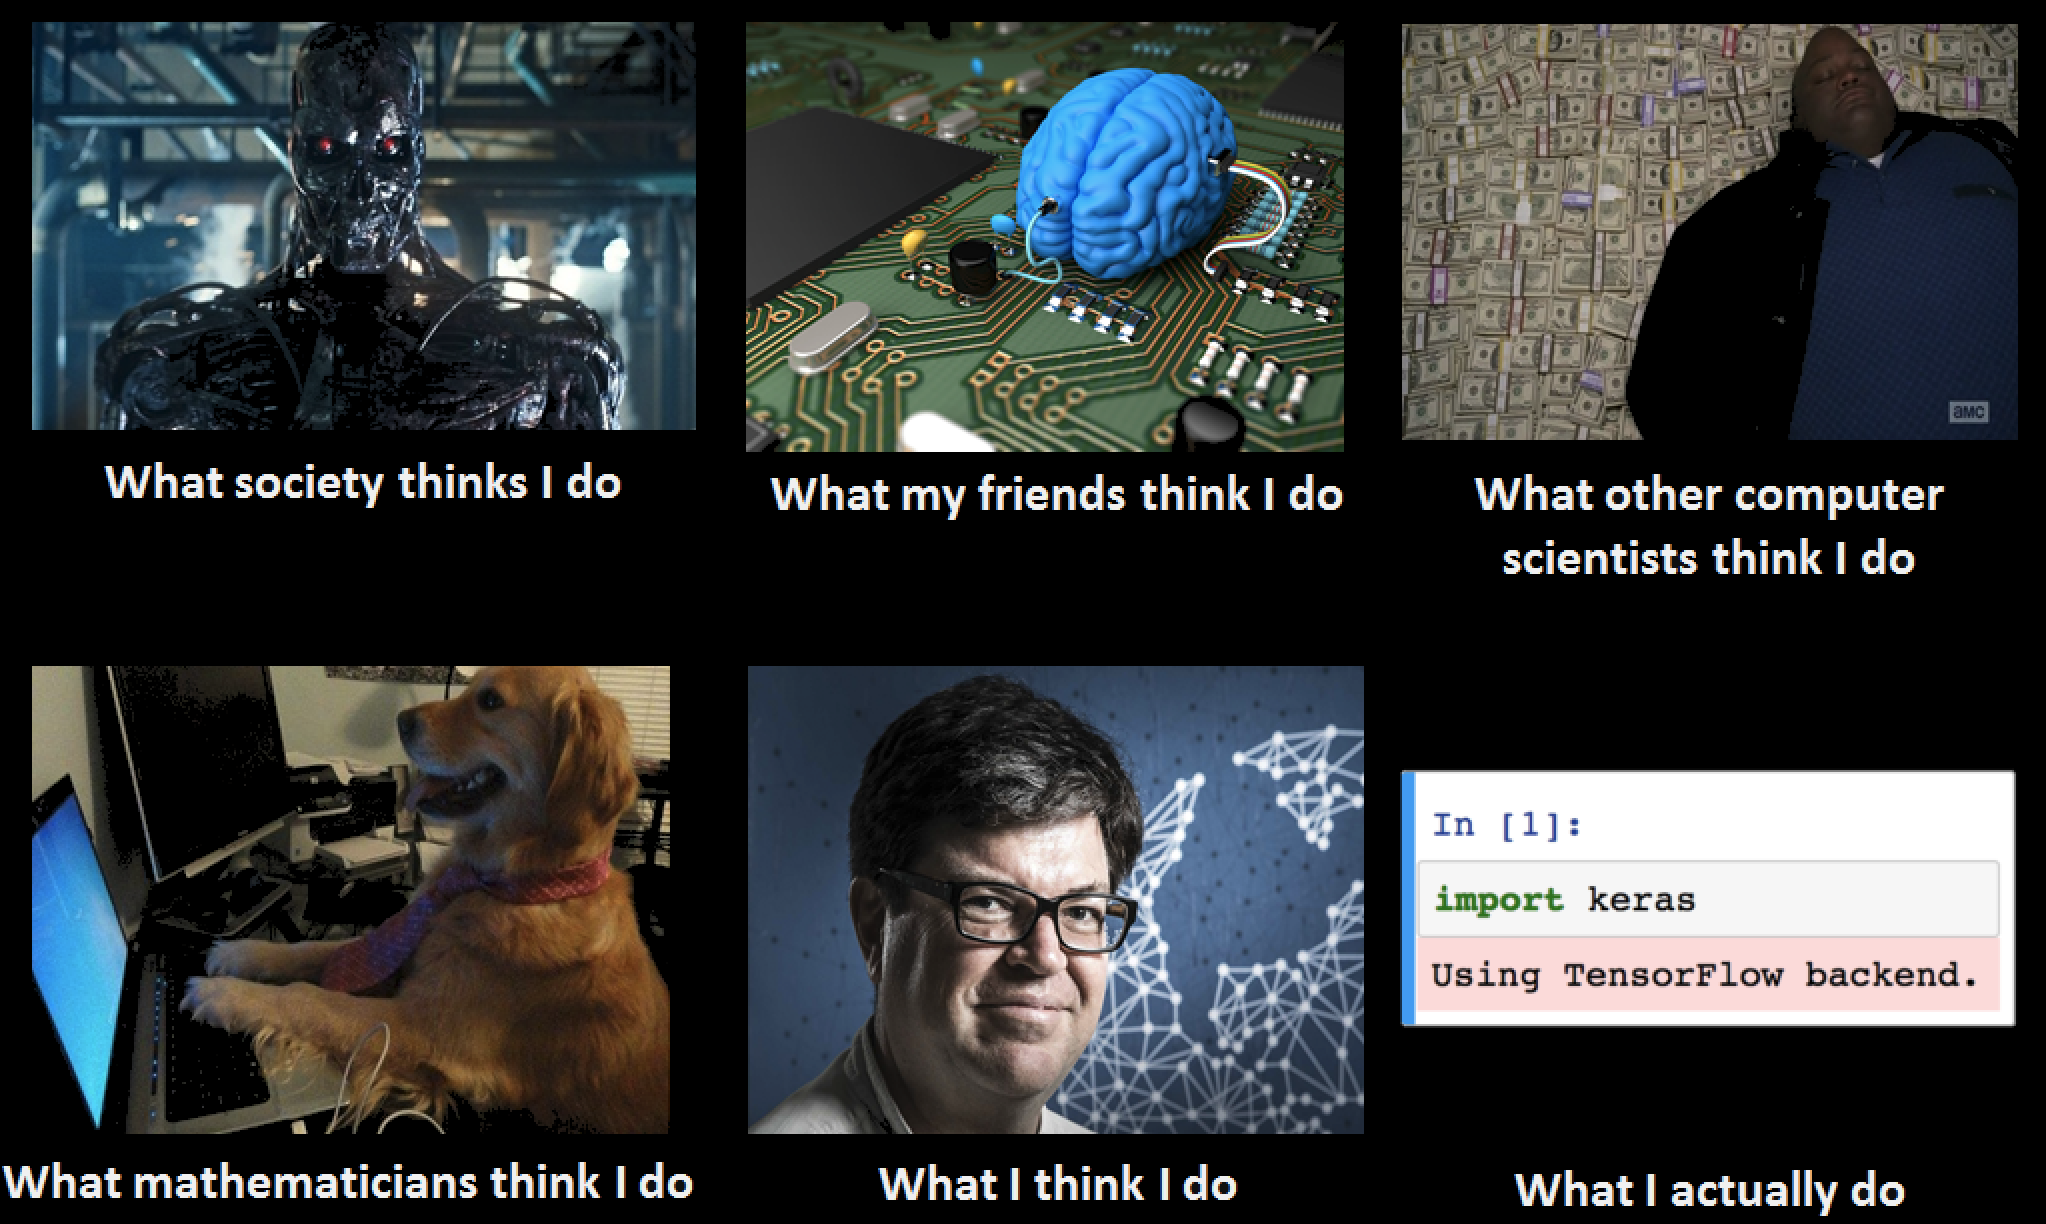 aMC
What society thinks I do
What my friends think I do
What other computer
scientists think I do
In [1]:
import keras
Using TensorFlow backend.
What mathematicians think I do
What I think I do
What I actually do